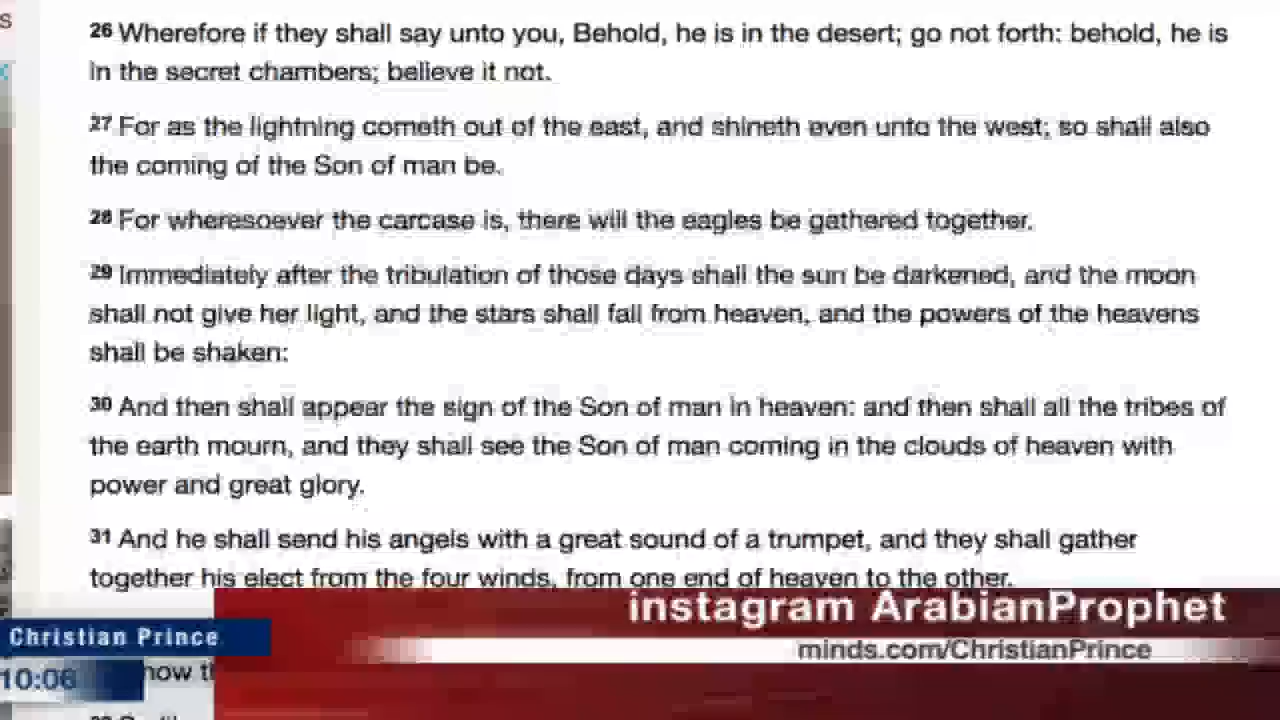 26 Wherefore if they shall say unto you, Behold, he is in the desert; go not forth: behold, he is
in the secret chambers; believe it not.
27 For as the lightning cometh out of the east, and shineth even unto the west; so shall also
the coming of the Son of man be.
28 For wheresoever the carcase is, there will the eagles be gathered together.
29 Immediately after the tribulation of those days shall the sun be darkened, and the moon
shall not give her light, and the stars shall fall from heaven, and the powers of the heavens
shall be shaken:
30 And then shall appear the sign of the Son of man in heaven: and then shall all the tribes of
the earth mourn, and they shall see the Son of man coming in the clouds of heaven with
power and great glory.
31 And he shall send his angels with a great sound of a trumpet, and they shall gather
together his elect from the four winds, from one end of heaven to the other.
instagram ArabianProphet
Christian Prince
minds.com/ChristianPrince
10:06